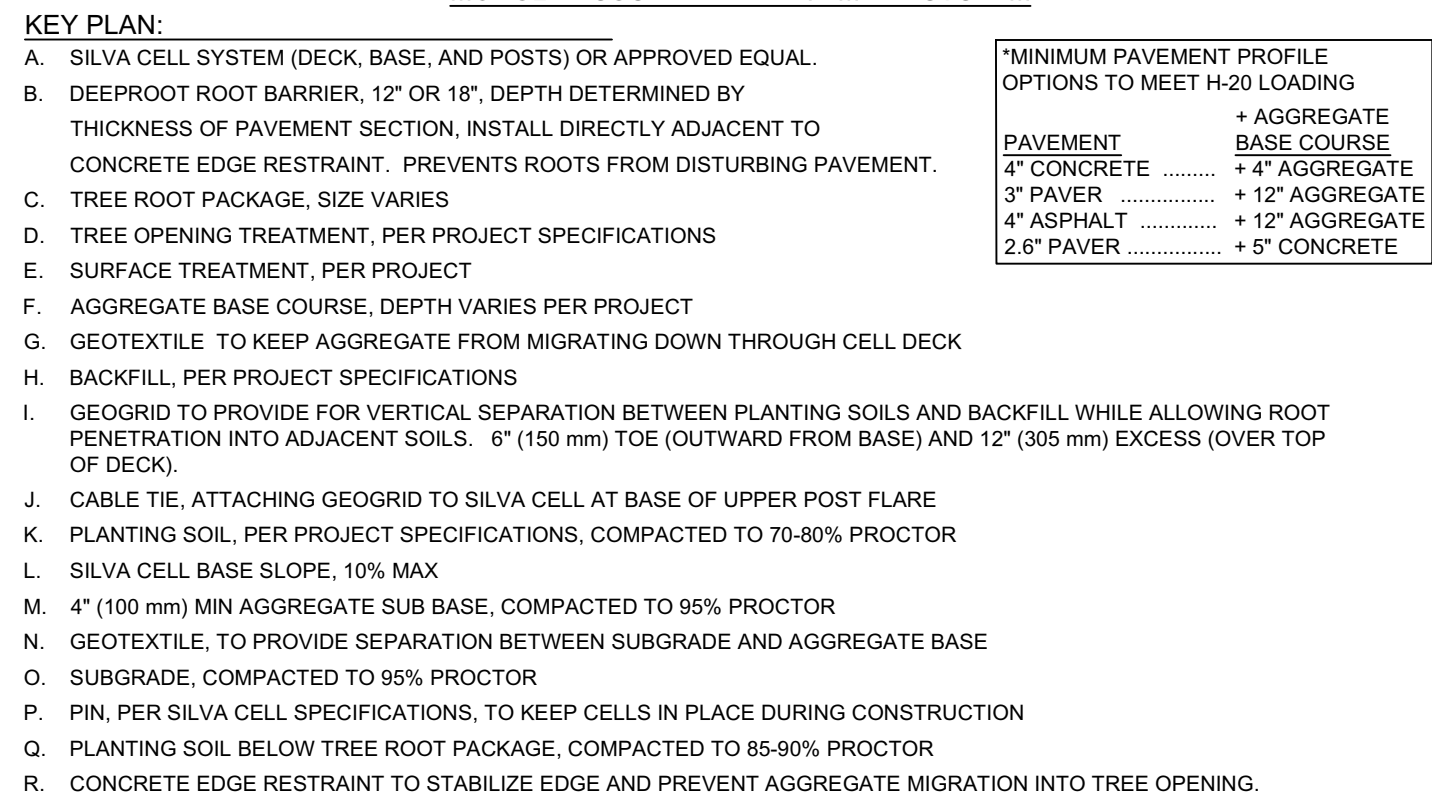 KEY PLAN:
A. SILVA CELL SYSTEM (DECK, BASE, AND POSTS) OR APPROVED EQUAL.
B. DEEPROOT ROOT BARRIER, 12" OR 18", DEPTH DETERMINED BY
THICKNESS OF PAVEMENT SECTION, INSTALL DIRECTLY ADJACENT TO
CONCRETE EDGE RESTRAINT. PREVENTS ROOTS FROM DISTURBING PAVEMENT.
C. TREE ROOT PACKAGE, SIZE VARIES
D. TREE OPENING TREATMENT, PER PROJECT SPECIFICATIONS
E. SURFACE TREATMENT, PER PROJECT
F. AGGREGATE BASE COURSE, DEPTH VARIES PER PROJECT
G. GEOTEXTILE TO KEEP AGGREGATE FROM MIGRATING DOWN THROUGH CELL DECK
H. BACKFILL, PER PROJECT SPECIFICATIONS
I. GEOGRID TO PROVIDE FOR VERTICAL SEPARATION BETWEEN PLANTING SOILS AND BACKFILL WHILE ALLOWING ROOT
PENETRATION INTO ADJACENT SOILS. 6" (150 mm) TOE (OUTWARD FROM BASE) AND 12" (305 mm) EXCESS (OVER TOP
OF DECK).
J. CABLE TIE, ATTACHING GEOGRID TO SILVA CELL AT BASE OF UPPER POST FLARE
K. PLANTING SOIL, PER PROJECT SPECIFICATIONS, COMPACTED TO 70-80% PROCTOR
L. SILVA CELL BASE SLOPE, 10% MAX
M. 4" (100 mm) MIN AGGREGATE SUB BASE, COMPACTED TO 95% PROCTOR
N. GEOTEXTILE, TO PROVIDE SEPARATION BETWEEN SUBGRADE AND AGGREGATE BASE
O. SUBGRADE, COMPACTED TO 95% PROCTOR
P. PIN, PER SILVA CELL SPECIFICATIONS, TO KEEP CELLS IN PLACE DURING CONSTRUCTION
Q. PLANTING SOIL BELOW TREE ROOT PACKAGE, COMPACTED TO 85-90% PROCTOR
R. CONCRETE EDGE RESTRAINT TO STABILIZE EDGE AND PREVENT AGGREGATE MIGRATION INTO TREE OPENING.
*MINIMUM PAVEMENT PROFILE
OPTIONS TO MEET H-20 LOADING
+ AGGREGATE
PAVEMENT BASE COURSE
4" CONCRETE ......... + 4" AGGREGATE
3" PAVER ................ + 12" AGGREGATE
4" ASPHALT ............. + 12" AGGREGATE
2.6" PAVER ................ + 5" CONCRETE